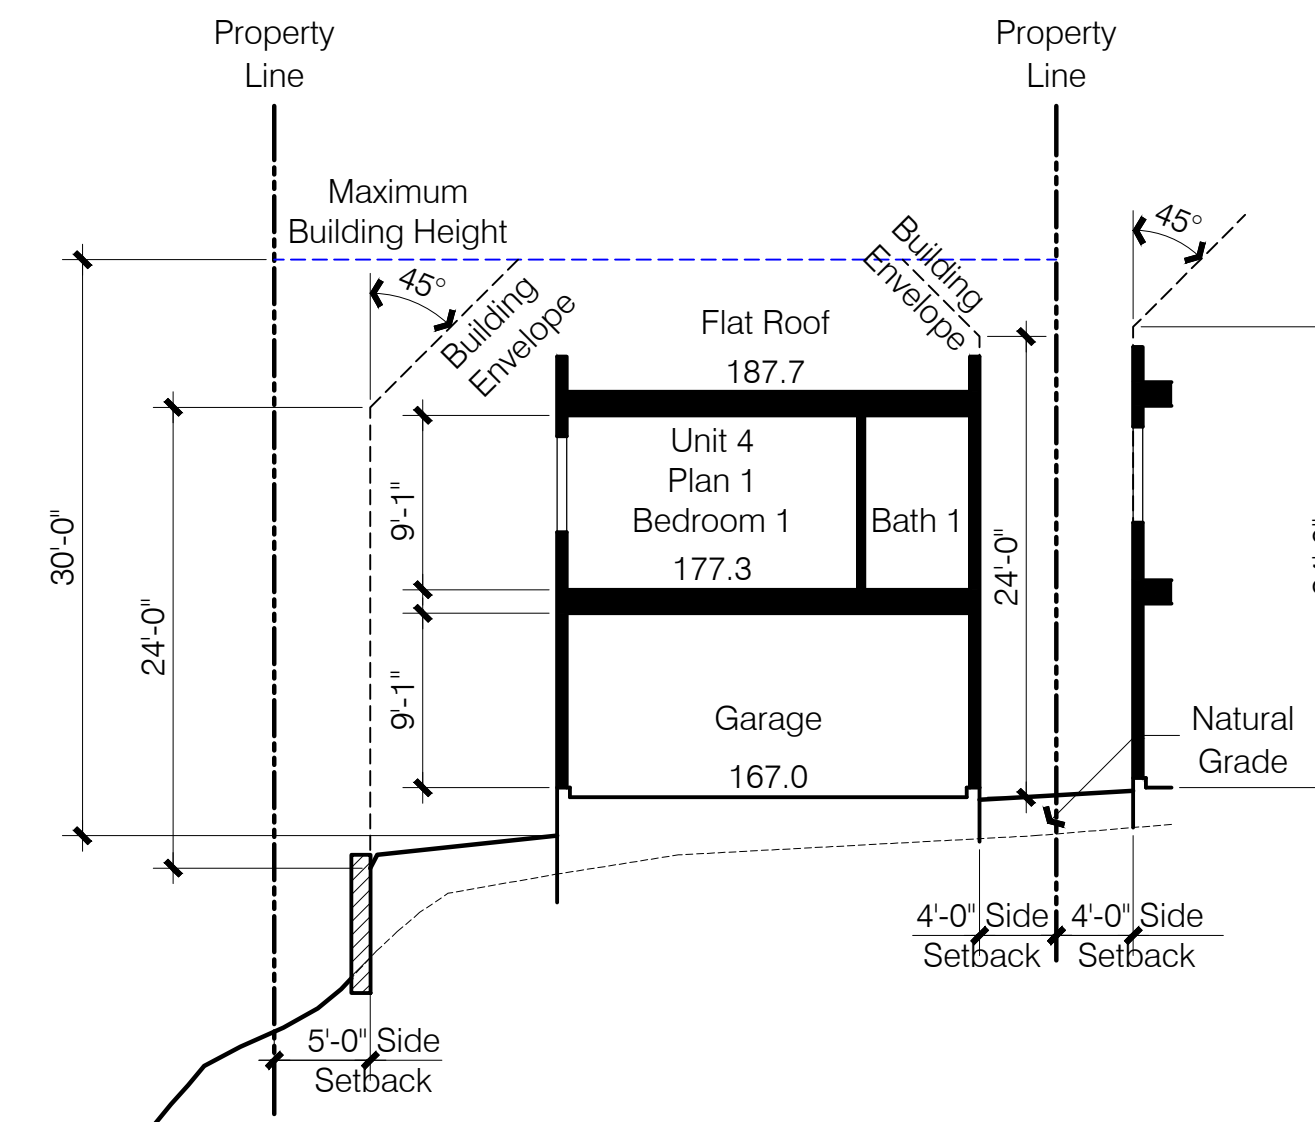 Property
Line
Property
Line
Maximum
Building Height
45°
Building
Envelope
Building
Envelope
45°
Flat Roof
187.7
Unit 4
Plan 1
Bedroom 1
177.3
Bath 1
9'-1"
30'-0"
24'-0"
24'-0"
9'-1"
Garage
167.0
Natural
Grade
4'-0" Side
Setback
4'-0" Side
Setback
5'-0" Side
Setback